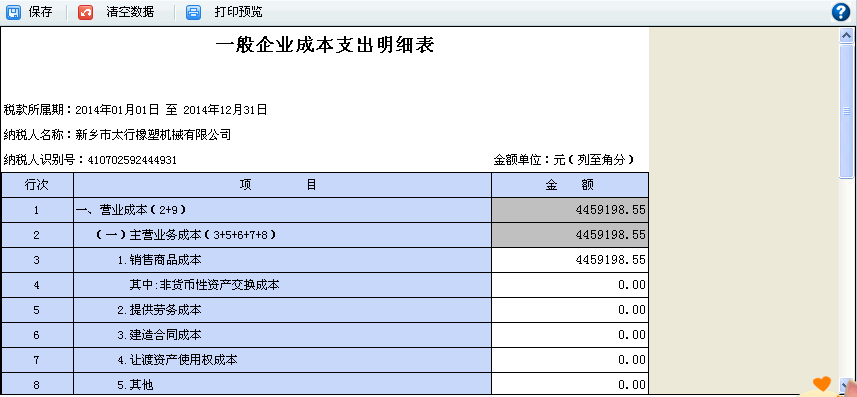 保存 清空数据 打印预览
一般企业成本支出明细表
税款所属期：2014年01月01日 至 2014年12月31日
纳税人名称：新乡市太行橡塑机械有限公司
纳税人识别号：410702592444931 金额单位：元（列至角分）
行次 项 目 金 额
1 一、营业成本（2+9） 4459198.55
2 （一）主营业务成本（3+5+6+7+8） 4459198.55
3 1.销售商品成本 4459198.55
4 其中:非货币性资产交换成本 0.00
5 2.提供劳务成本 0.00
6 3.建造合同成本 0.00
7 4.让渡资产使用权成本 0.00
8 5.其他 0.00